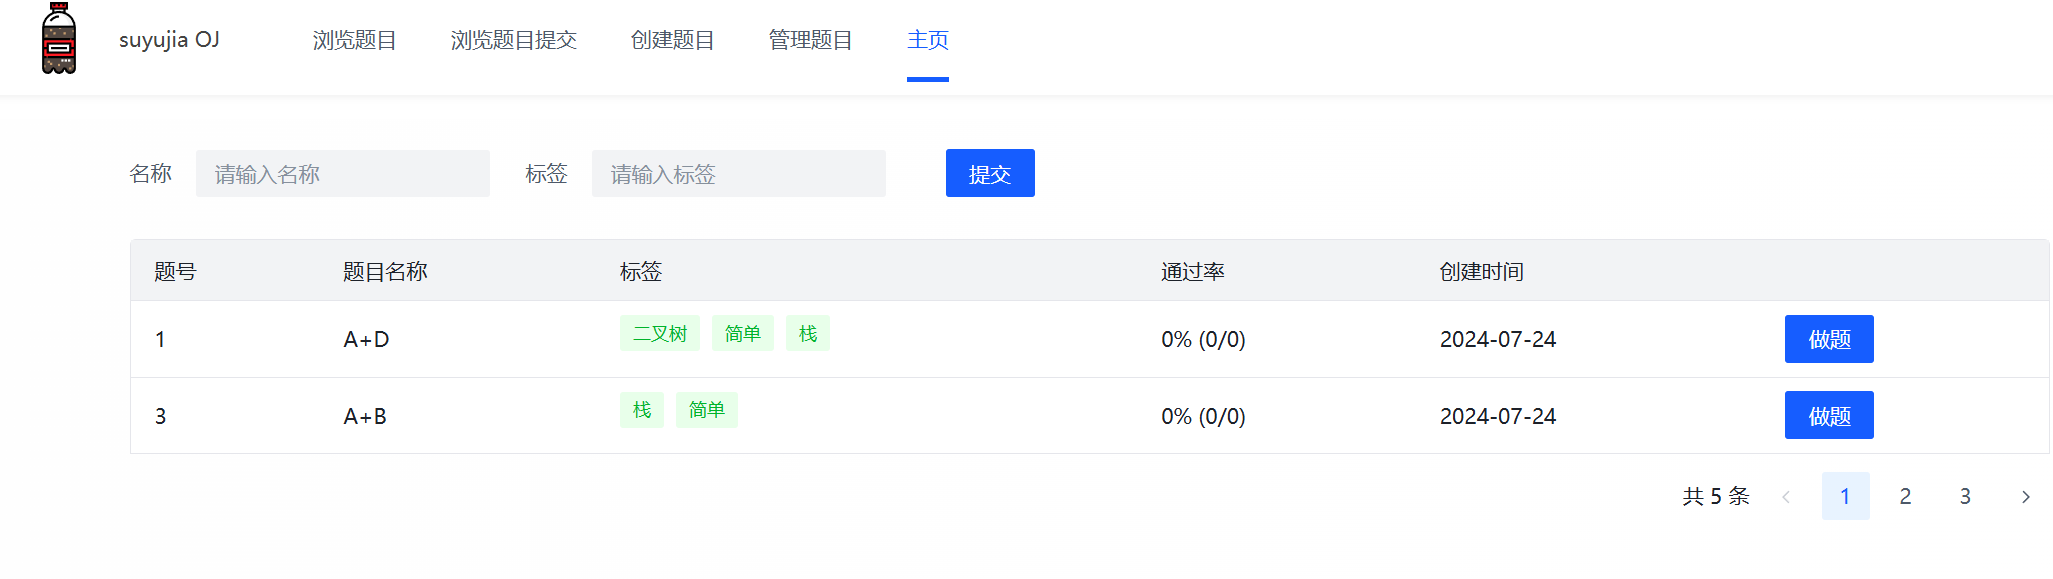 suyujia OJ 浏览题目 浏览题目提交 创建题目 管理题目 主页
名称 请输入名称 标签 请输入标签 提交
题号 题目名称 标签 通过率 创建时间
1 A+D 二叉树 简单 栈 0% (0/0) 2024-07-24 做题
3 A+B 栈 简单 0% (0/0) 2024-07-24 做题
共 5 条 1 2 3